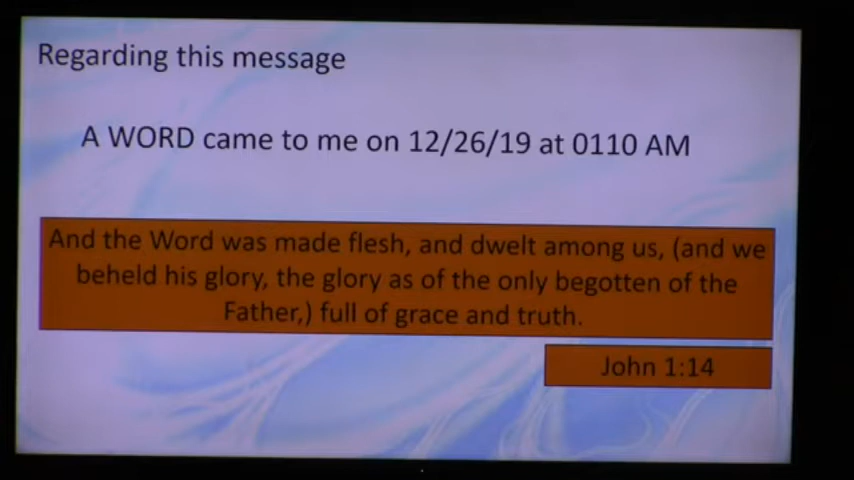 Regarding this message
A WORD came to me on 12/26/19 at 0110 AM
And the Word was made flesh, and dwelt among us, (and we
beheld his glory, the glory as of the only begotten of the
Father,) full of grace and truth.
John 1:14